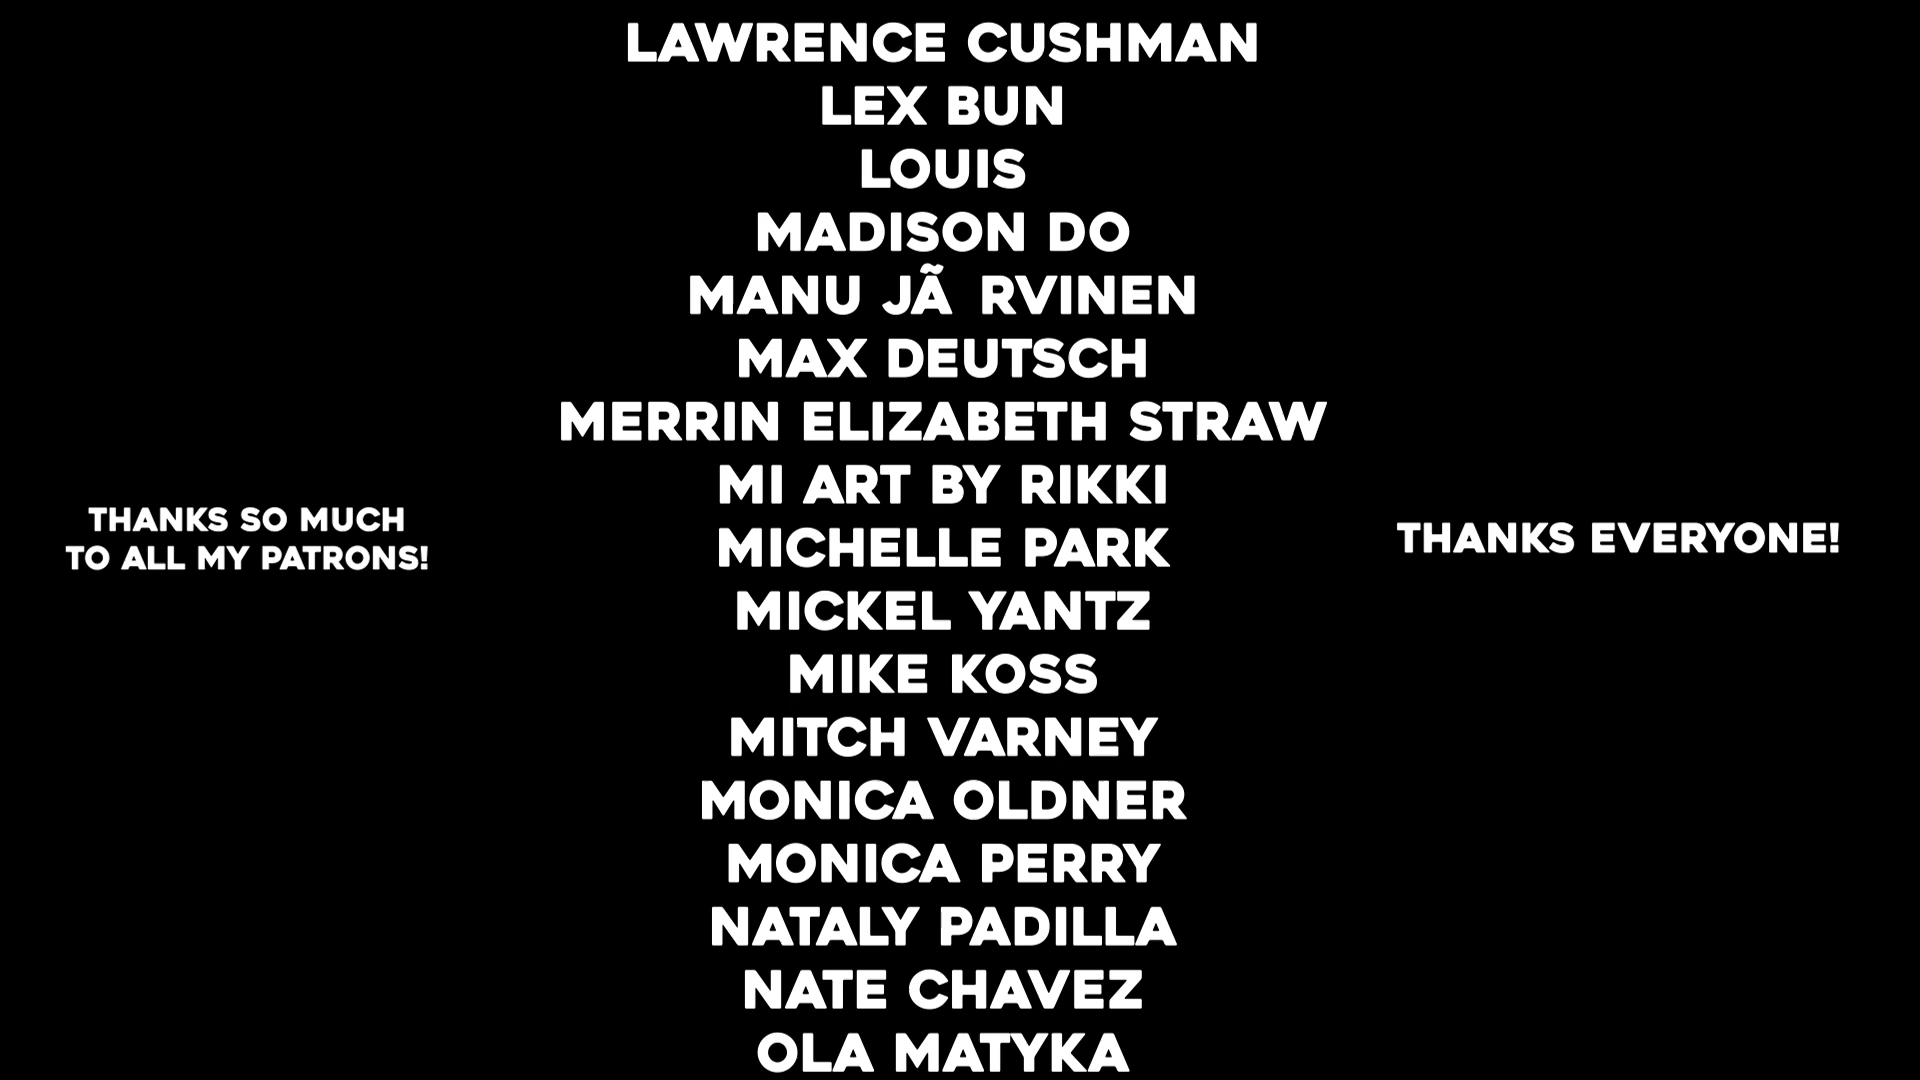 LAWRENCE CUSHMAN
LEX BUN
LOUIS
MADISON DO
MANU JÃ RVINEN
MAX DEUTSCH
MERRIN ELIZABETH STRAW
MI ART BY RIKKI
MICHELLE PARK
MICKEL YANTZ
MIKE KOSS
MITCH VARNEY
MONICA OLDNER
MONICA PERRY
NATALY PADILLA
NATE CHAVEZ
OLA MATYKA
THANKS SO MUCH
TO ALL MY PATRONS!
THANKS EVERYONE!